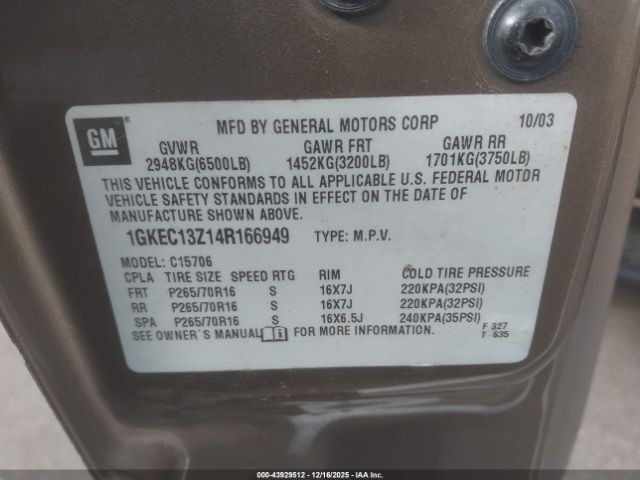 GM ®
MFD BY GENERAL MOTORS CORP 10/03
GVWR GAWR FRT GAWR RR
2948KG(6500LB) 1452KG(3200LB) 1701KG(3750LB)
THIS VEHICLE CONFORMS TO ALL APPLICABLE U.S. FEDERAL MOTOR
VEHICLE SAFETY STANDARDS IN EFFECT ON THE DATE OF
MANUFACTURE SHOWN ABOVE.
1GKEC13Z14R166949 TYPE: M.P.V.
MODEL: C15706
CPLA TIRE SIZE SPEED RTG RIM COLD TIRE PRESSURE
FRT P265/70R16 S 16X7J 220KPA(32PSI)
RR P265/70R16 S 16X7J 220KPA(32PSI)
SPA P265/70R16 S 16X6.5J 240KPA(35PSI)
SEE OWNER'S MANUAL FOR MORE INFORMATION.
F 327
T 635
000-43929512 - 12/16/2025 - IAAI, Inc.